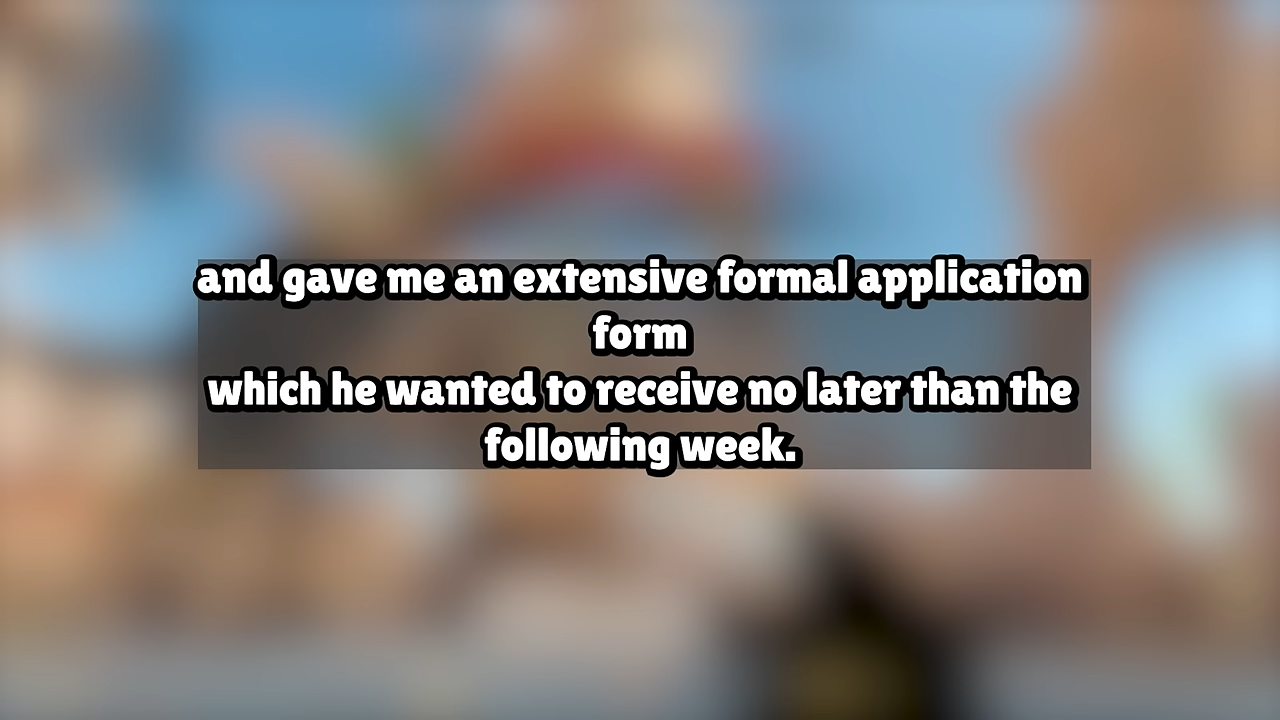 and gave me an extensive formal application
form
which he wanted to receive no later than the
following week.